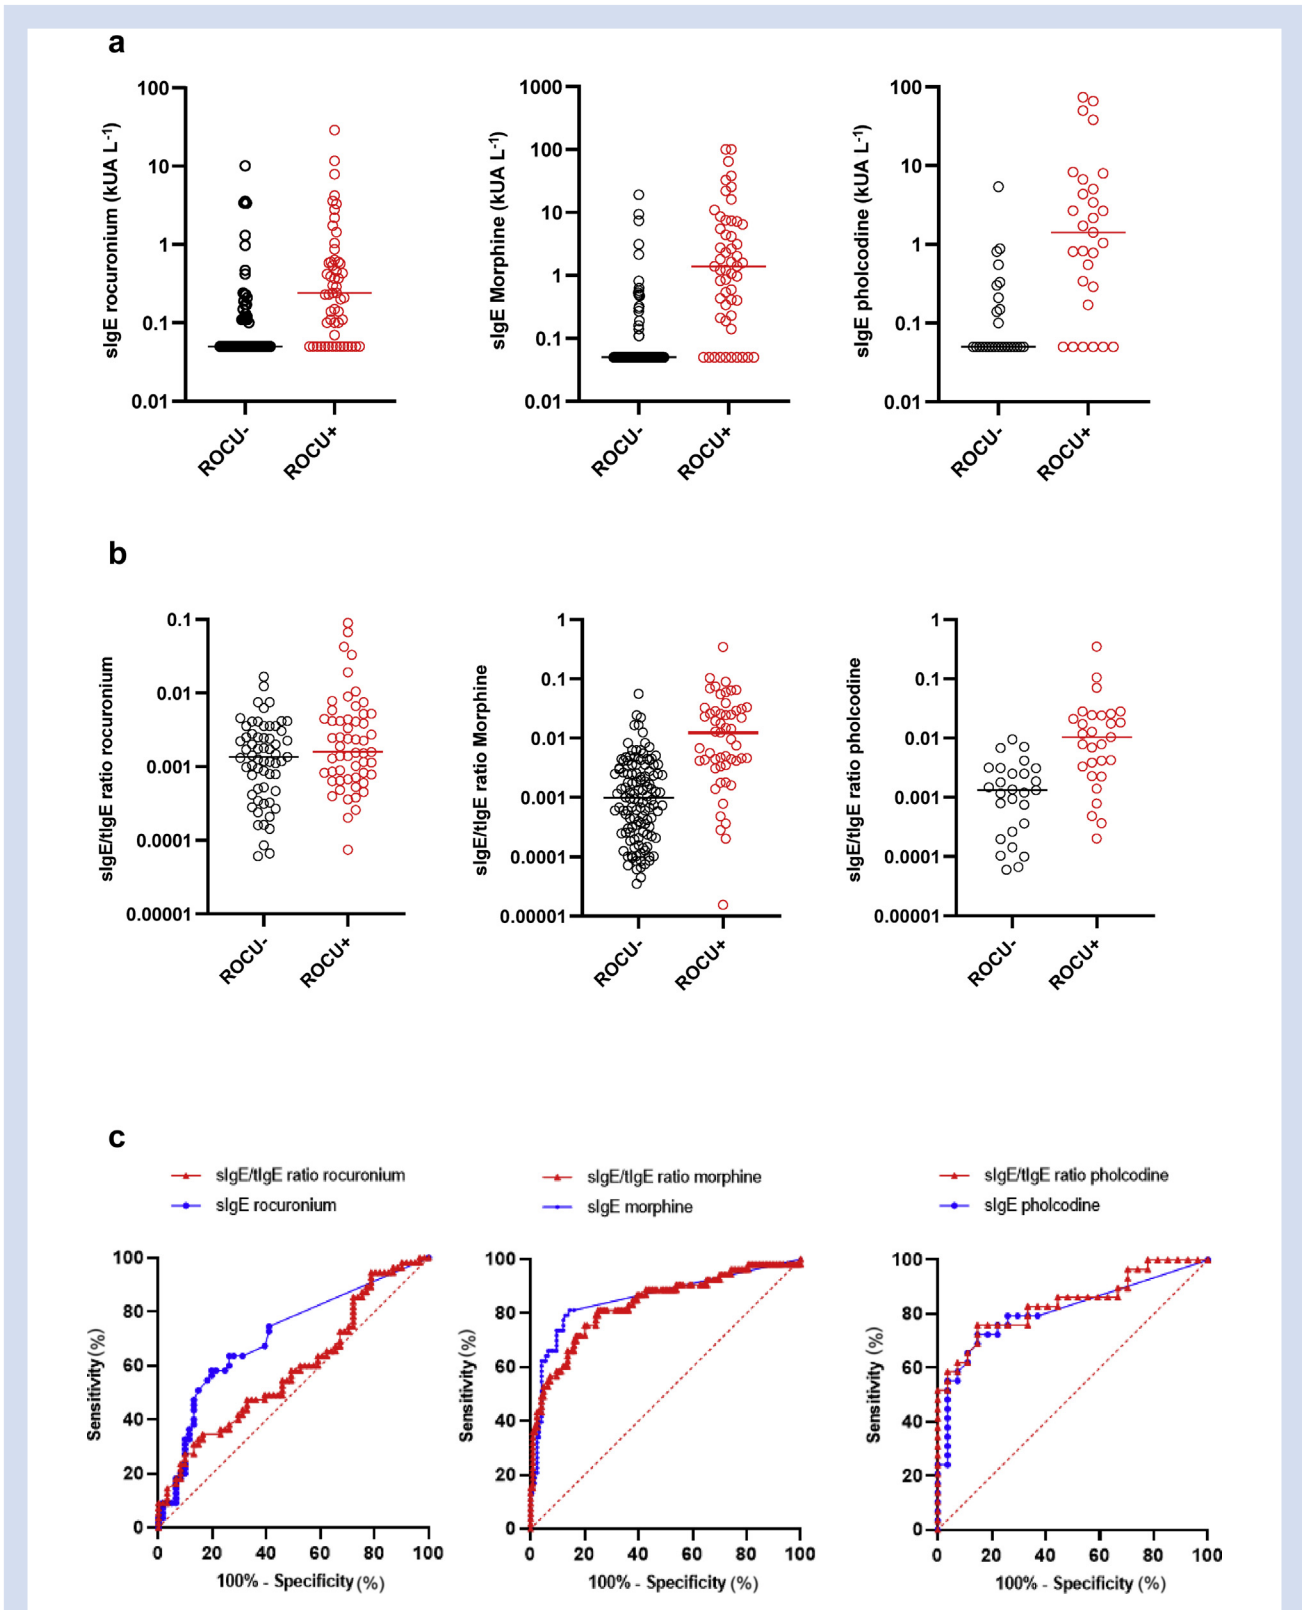 a
sIgE rocuronium (kUA L-1)
100
10
1
0.1
0.01
ROCU-
ROCU+
sIgE Morphine (kUA L-1)
1000
100
10
1
0.1
0.01
ROCU-
ROCU+
sIgE pholcodine (kUA L-1)
100
10
1
0.1
0.01
ROCU-
ROCU+
b
sIgE/tIgE ratio rocuronium
0.1
0.01
0.001
0.0001
0.00001
ROCU-
ROCU+
sIgE/tIgE ratio Morphine
1
0.1
0.01
0.001
0.0001
0.00001
ROCU-
ROCU+
sIgE/tIgE ratio pholcodine
1
0.1
0.01
0.001
0.0001
0.00001
ROCU-
ROCU+
c
sIgE/tIgE ratio rocuronium
sIgE rocuronium
Sensitivity (%)
100
80
60
40
20
0
0 20 40 60 80 100
100% - Specificity (%)
sIgE/tIgE ratio morphine
sIgE morphine
Sensitivity (%)
100
80
60
40
20
0
0 20 40 60 80 100
100% - Specificity (%)
sIgE/tIgE ratio pholcodine
sIgE pholcodine
Sensitivity (%)
100
80
60
40
20
0
0 20 40 60 80 100
100% - Specificity (%)